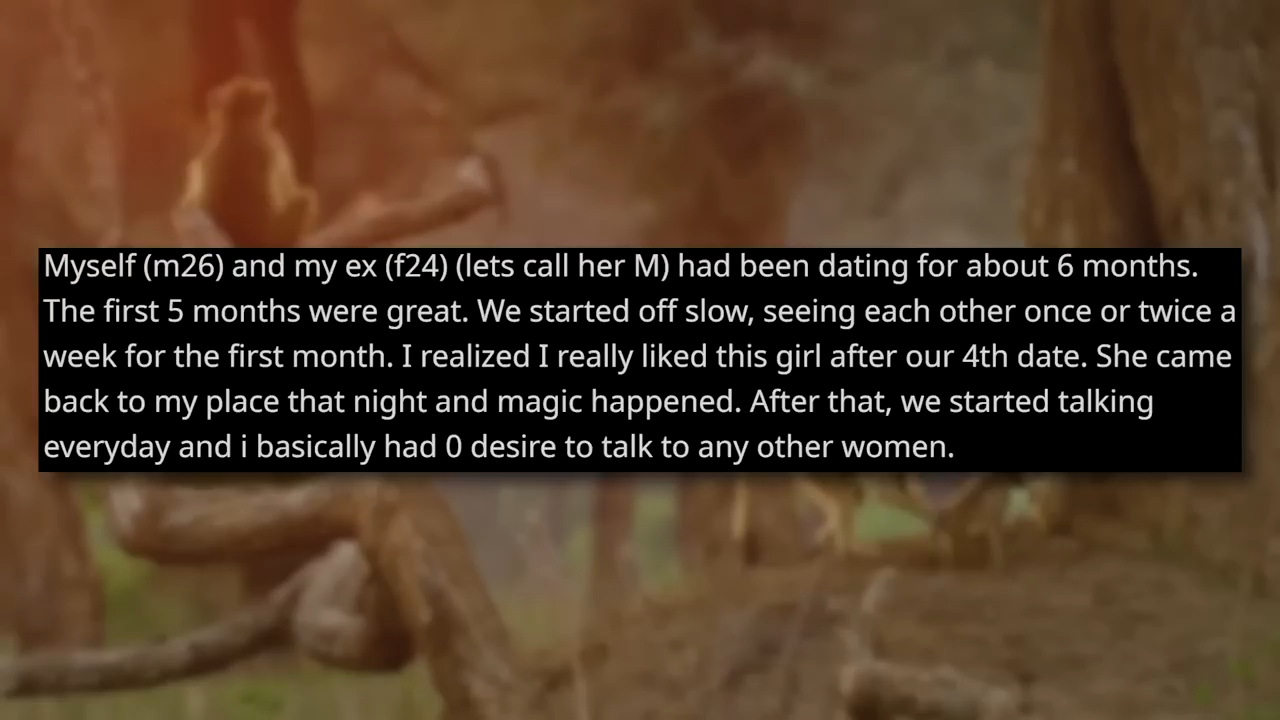 Myself (m26) and my ex (f24) (lets call her M) had been dating for about 6 months.
The first 5 months were great. We started off slow, seeing each other once or twice a
week for the first month. I realized I really liked this girl after our 4th date. She came
back to my place that night and magic happened. After that, we started talking
everyday and i basically had 0 desire to talk to any other women.